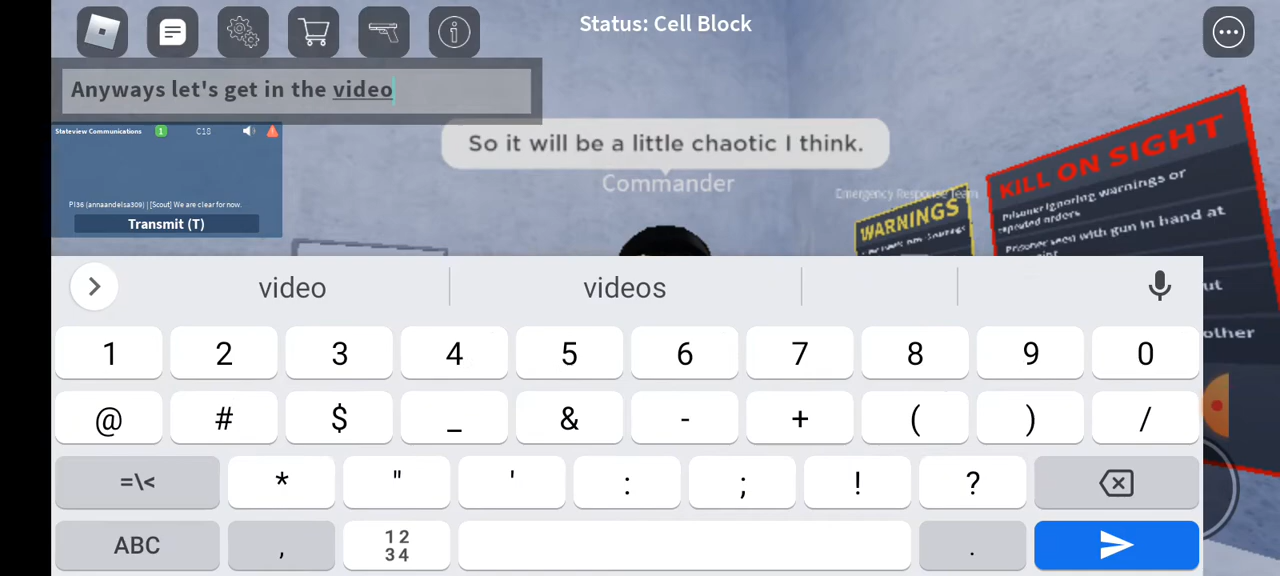 Status: Cell Block
Anyways let's get in the video
Stateview Communications 1 C18
PI36 (annaandelsa309) | [Scout] We are clear for now.
Transmit (T)
So it will be a little chaotic I think.
Commander
Emergency Response Team
WARNINGS
KILL ON SIGHT
Prisoner ignoring warnings or
repeated orders
Prisoner seen with gun in hand at
other
video videos
1 2 3 4 5 6 7 8 9 0
@ # $ _ & - + ( ) /
=\< * " ' : ; ! ?
ABC , 12 .
34